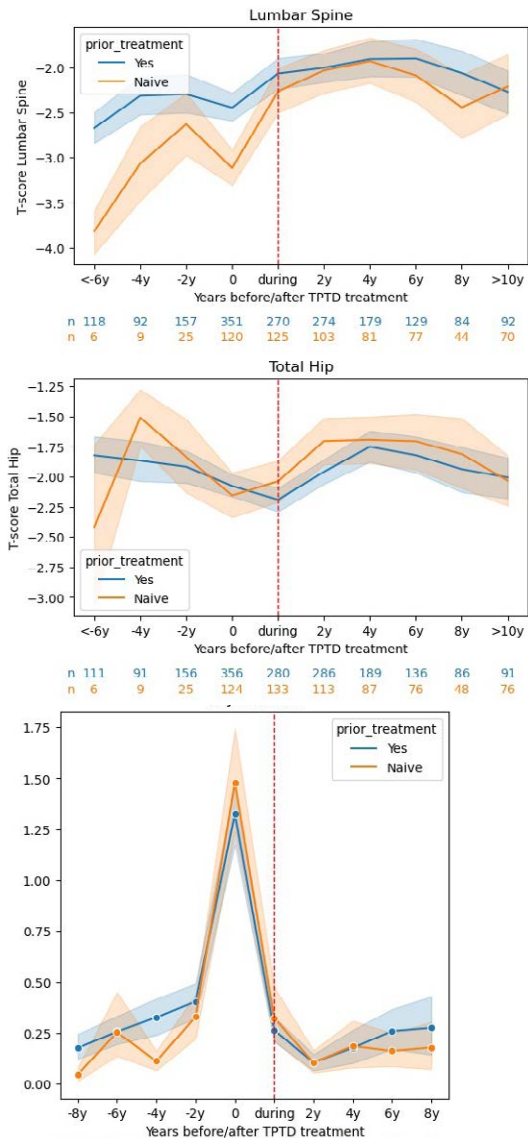 Lumbar Spine
prior_treatment
Yes
Naive
T-score Lumbar Spine
−2.0
−2.5
−3.0
−3.5
−4.0
<-6y -4y -2y 0 during 2y 4y 6y 8y >10y
Years before/after TPTD treatment
n 118 92 157 351 270 274 179 129 84 92
n 6 9 25 120 125 103 81 77 44 70
Total Hip
−1.25
−1.50
−1.75
−2.00
−2.25
−2.50
−2.75
−3.00
T-score Total Hip
prior_treatment
Yes
Naive
<-6y -4y -2y 0 during 2y 4y 6y 8y >10y
Years before/after TPTD treatment
n 111 91 156 356 280 286 189 136 86 91
n 6 9 25 124 133 113 87 76 48 76
1.75
1.50
1.25
1.00
0.75
0.50
0.25
0.00
prior_treatment
Yes
Naive
-8y -6y -4y -2y 0 during 2y 4y 6y 8y
Years before/after TPTD treatment